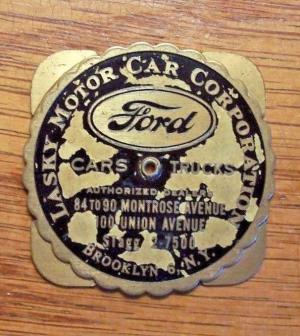 LASKY MOTOR CAR CORPORATION
Ford
CARS TRUCKS
AUTHORIZED DEALERS
84 TO 90 MONTROSE AVENUE
100 UNION AVENUE
Stagg 2-7500
BROOKLYN 6, N.Y.